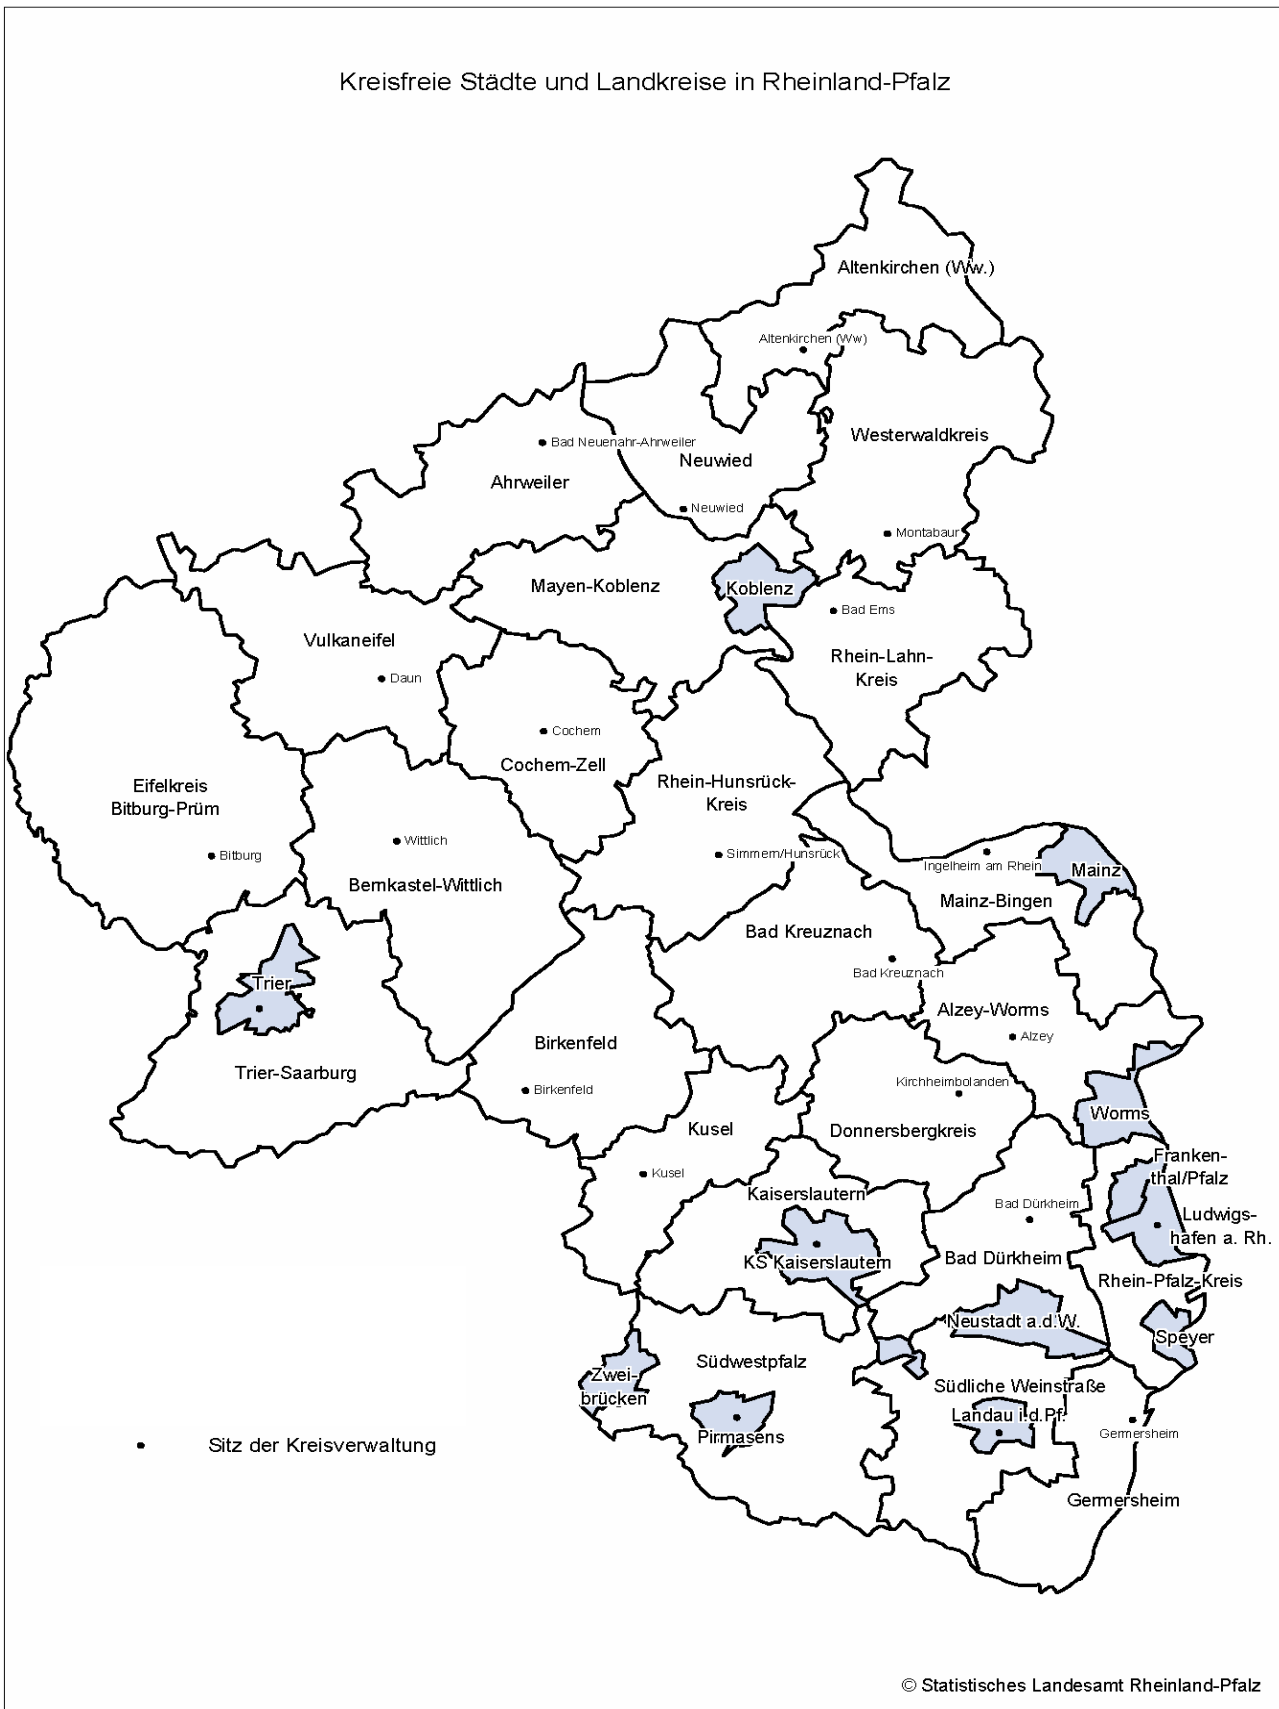 Kreisfreie Städte und Landkreise in Rheinland-Pfalz
Altenkirchen (Ww.)
Altenkirchen (Ww)
Westerwaldkreis
Bad Neuenahr-Ahrweiler
Neuwied
Ahrweiler
Neuwied
Montabaur
Mayen-Koblenz
Koblenz
Bad Ems
Vulkaneifel
Rhein-Lahn-
Kreis
Daun
Cochem
Cochem-Zell
Rhein-Hunsrück-
Kreis
Eifelkreis
Bitburg-Prüm
Wittlich
Bitburg
Simmern/Hunsrück
Ingelheim am Rhein
Mainz
Bernkastel-Wittlich
Mainz-Bingen
Bad Kreuznach
Bad Kreuznach
Trier
Alzey-Worms
Alzey
Birkenfeld
Trier-Saarburg
Birkenfeld
Kirchheimbolanden
Worms
Kusel
Donnersbergkreis
Franken-
thal/Pfalz
Kusel
Kaiserslautern
Bad Dürkheim
Ludwigs-
hafen a. Rh.
KS Kaiserslautern
Bad Dürkheim
Rhein-Pfalz-Kreis
Neustadt a.d.W.
Speyer
Südwestpfalz
Zwei-
brücken
Südliche Weinstraße
Landau i.d.Pf.
Germersheim
Pirmasens
Sitz der Kreisverwaltung
Germersheim
© Statistisches Landesamt Rheinland-Pfalz